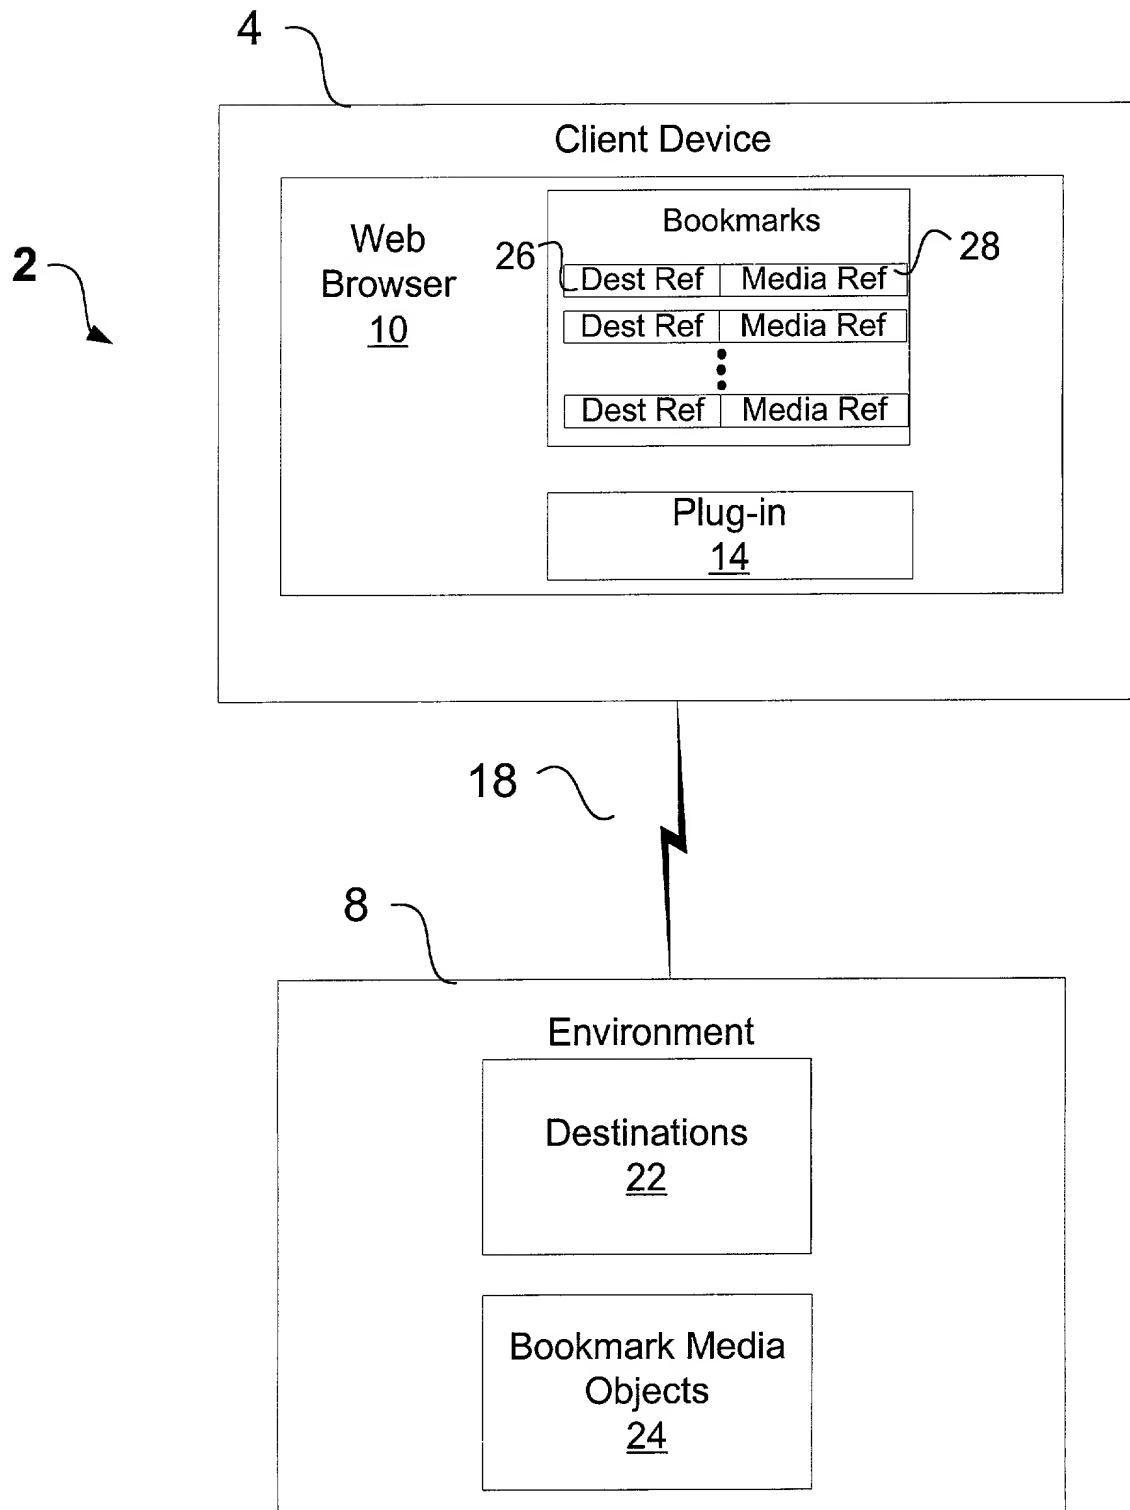 4
Client Device
2
Web
Browser
10
Bookmarks
26
28
Dest Ref Media Ref
Dest Ref Media Ref
Dest Ref Media Ref
Plug-in
14
18
8
Environment
Destinations
22
Bookmark Media
Objects
24